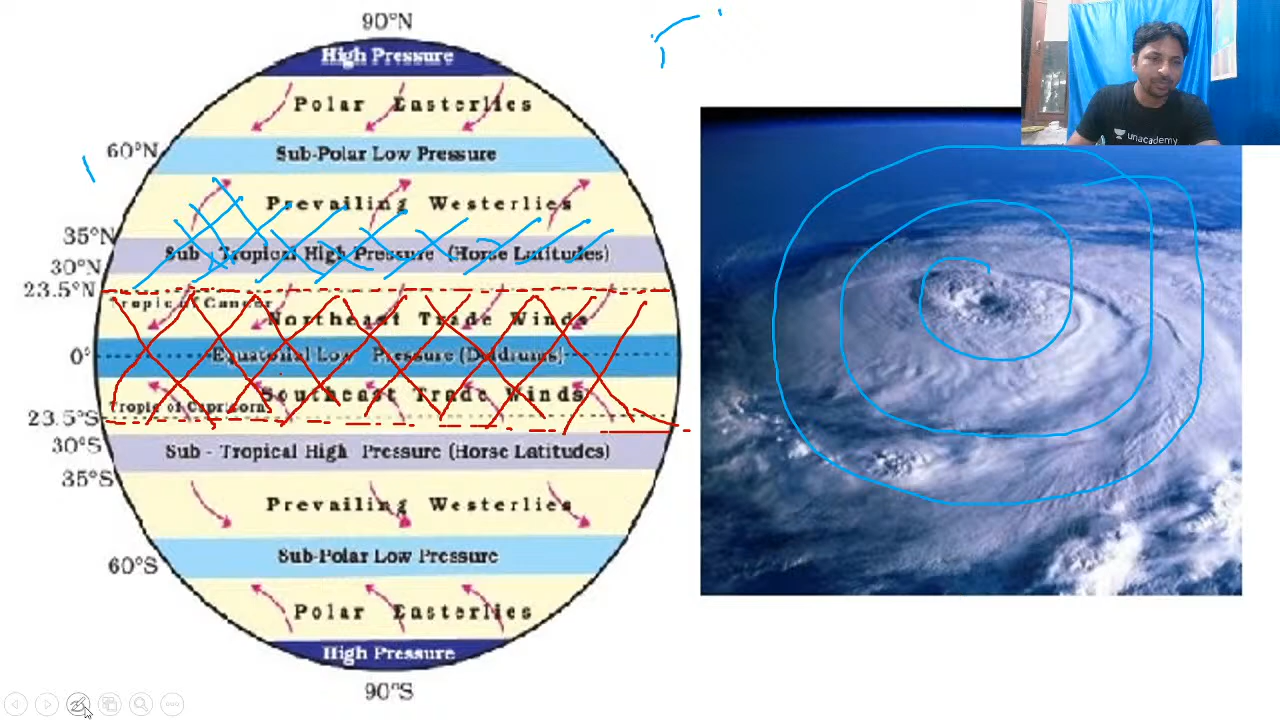 90°N
High Pressure
Polar Easterlies
60°N
Sub-Polar Low Pressure
Prevailing Westerlies
35°N
Sub - Tropical High Pressure (Horse Latitudes)
30°N
23.5°N
Tropic of Cancer
Northeast Trade Winds
0°
Equatorial Low Pressure (Doldrums)
Southeast Trade Winds
Tropic of Capricorn
23.5°S
30°S
Sub - Tropical High Pressure (Horse Latitudes)
35°S
Prevailing Westerlies
Sub-Polar Low Pressure
60°S
Polar Easterlies
High Pressure
90°S
unacademy